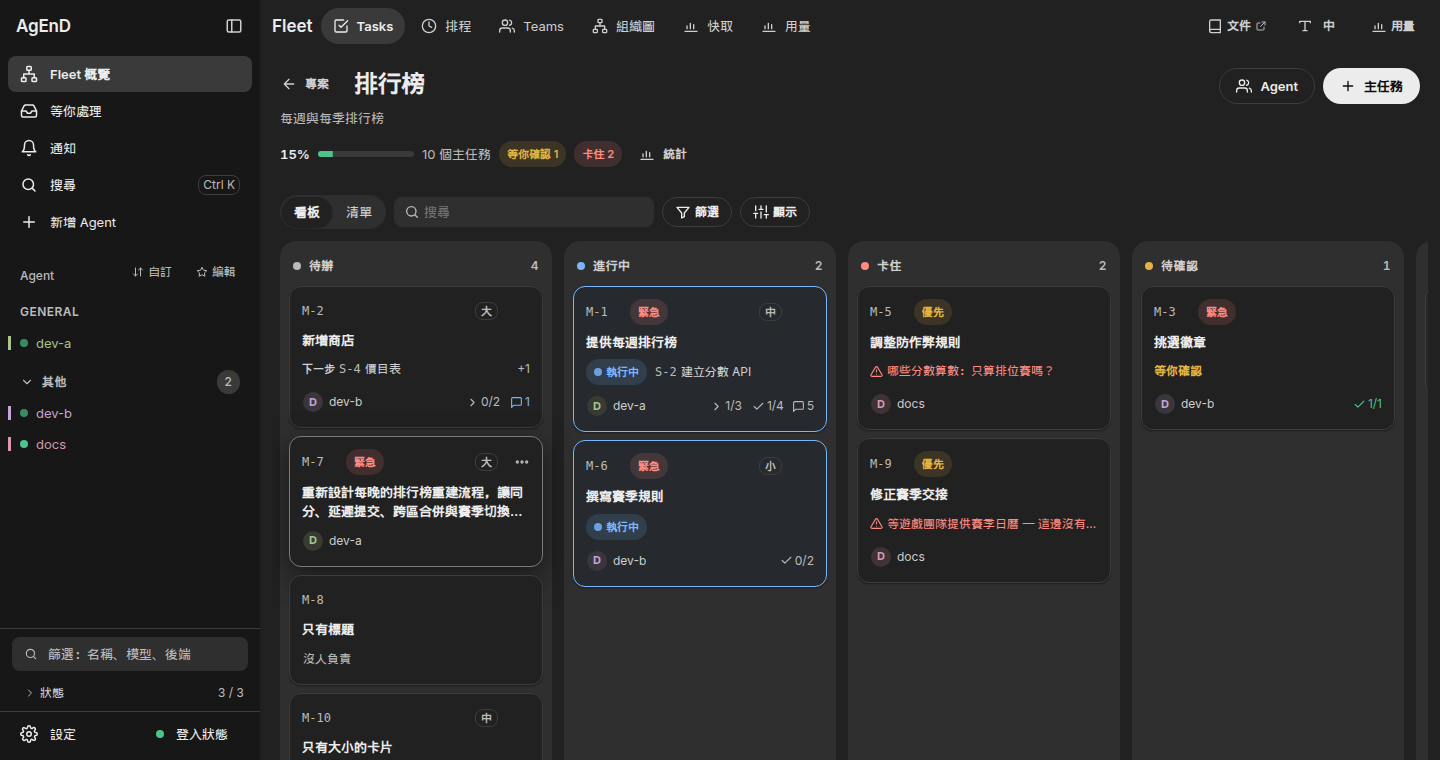 AgEnD
Fleet 概覽
等你處理
通知
搜尋
Ctrl K
新增 Agent
Agent
自訂
編輯
GENERAL
dev-a
其他
2
dev-b
docs
篩選：名稱、模型、後端
狀態
3 / 3
設定
登入狀態
Fleet
Tasks
排程
Teams
組織圖
快取
用量
文件
中
用量
專案
排行榜
Agent
主任務
每週與每季排行榜
15%
10 個主任務
等你確認 1
卡住 2
統計
看板
清單
搜尋
篩選
顯示
待辦
4
M-2
大
新增商店
下一步 S-4 價目表
+1
D
dev-b
0/2
1
M-7
緊急
大
重新設計每晚的排行榜重建流程，讓同
分、延遲提交、跨區合併與賽季切換...
D
dev-a
M-8
只有標題
沒人負責
M-10
中
只有大小的卡片
進行中
2
M-1
緊急
中
提供每週排行榜
執行中
S-2 建立分數 API
D
dev-a
1/3
1/4
5
M-6
緊急
小
撰寫賽季規則
執行中
D
dev-b
0/2
卡住
2
M-5
優先
調整防作弊規則
哪些分數算數：只算排位賽嗎？
D
docs
M-9
優先
修正賽季交接
等遊戲團隊提供賽季日曆 — 這邊沒有...
D
docs
待確認
1
M-3
緊急
挑選徽章
等你確認
D
dev-b
1/1